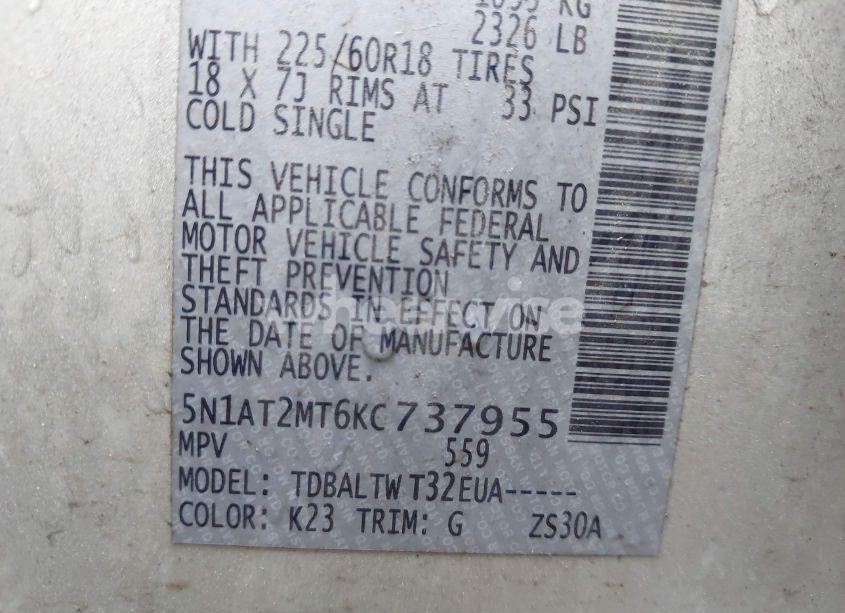 KG
2326 LB
WITH 225/60R18 TIRES
18 X 7J RIMS AT 33 PSI
COLD SINGLE
THIS VEHICLE CONFORMS TO
ALL APPLICABLE FEDERAL
MOTOR VEHICLE SAFETY AND
THEFT PREVENTION
STANDARDS IN EFFECT ON
THE DATE OF MANUFACTURE
SHOWN ABOVE.
5N1AT2MT6KC737955
MPV 559
MODEL: TDBALTW T32EUA-----
COLOR: K23 TRIM: G ZS30A